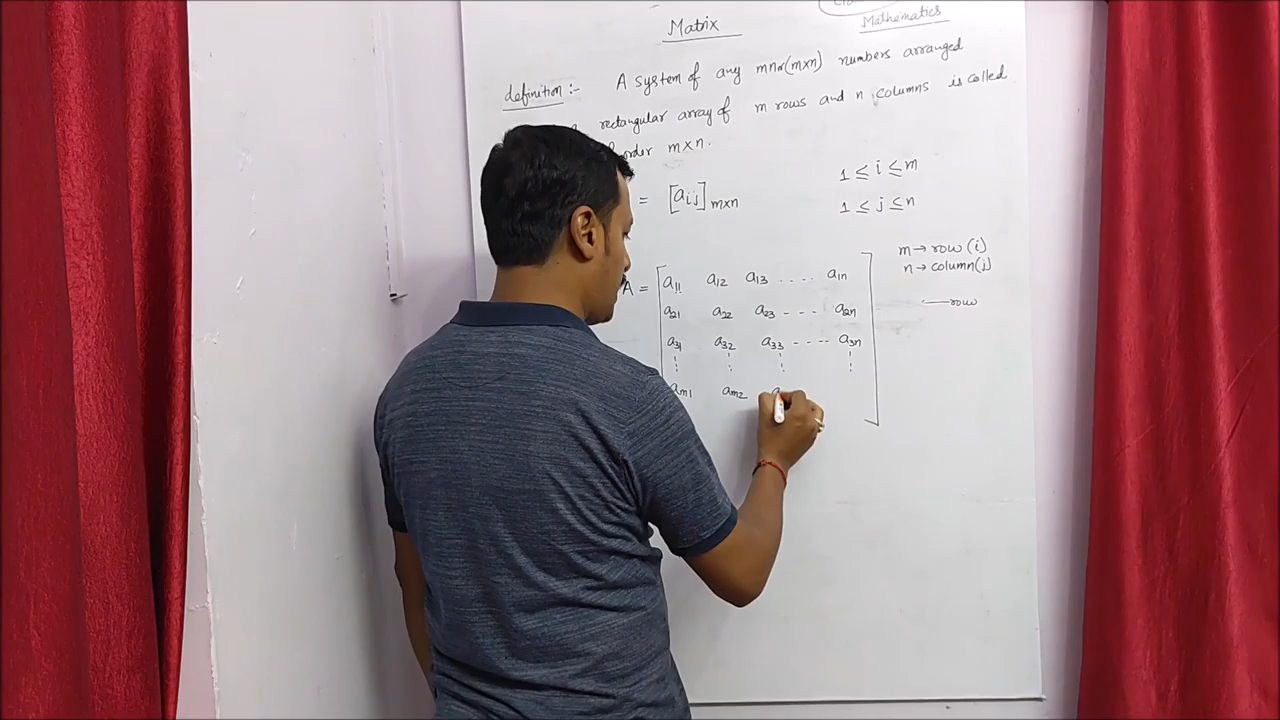 Matrix
Mathematics
definition :- A system of any mn or (m×n) numbers arranged
rectangular array of m rows and n columns is called
order m×n.
= [aij] m×n
1 ≤ i ≤ m
1 ≤ j ≤ n
m → row (i)
n → column (j)
row
A = a11 a12 a13 .... a1n
a21 a22 a23 - - - a2n
a31 a32 a33 - - - - a3n
am1 am2 a